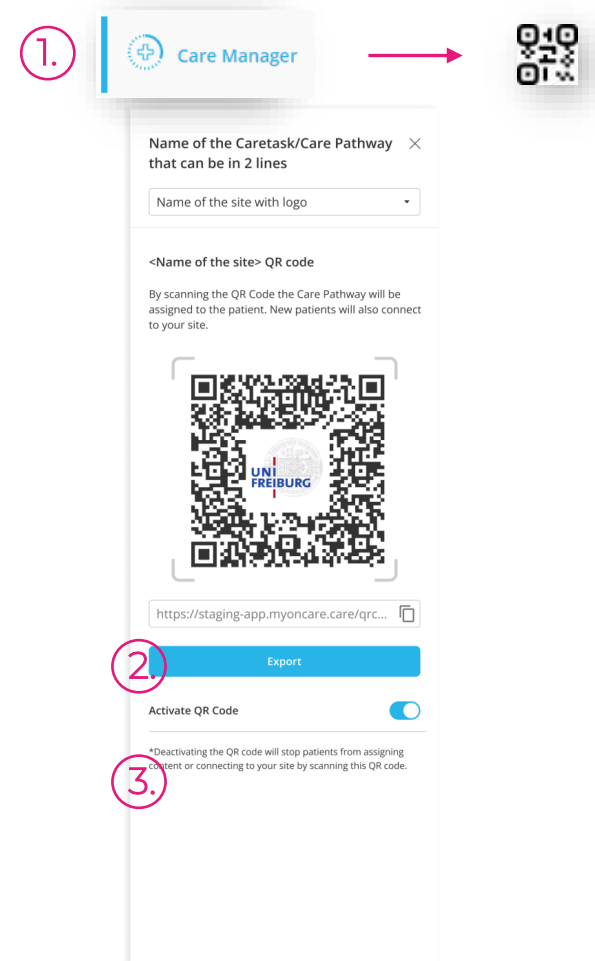 1.
Care Manager
Name of the Caretask/Care Pathway
that can be in 2 lines
Name of the site with logo
<Name of the site> QR code
By scanning the QR Code the Care Pathway will be
assigned to the patient. New patients will also connect
to your site.
UNI
FREIBURG
https://staging-app.myoncare.care/qrc...
2.
Export
Activate QR Code
*Deactivating the QR code will stop patients from assigning
content or connecting to your site by scanning this QR code.
3.